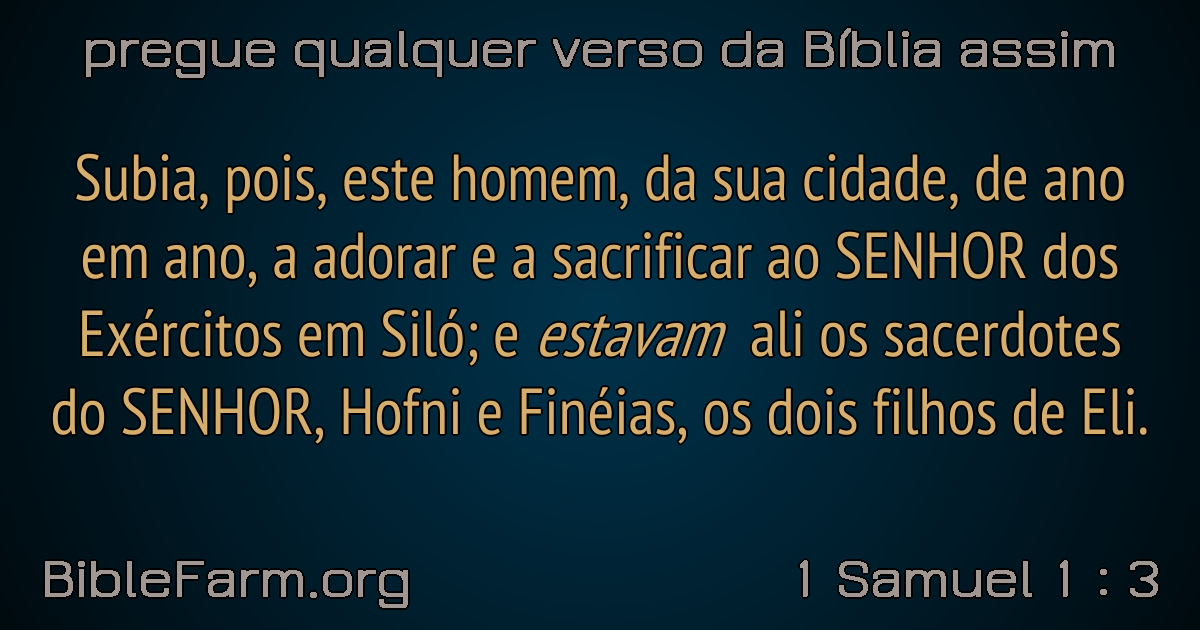 pregue qualquer verso da Bíblia assim
Subia, pois, este homem, da sua cidade, de ano
em ano, a adorar e a sacrificar ao SENHOR dos
Exércitos em Siló; e estavam ali os sacerdotes
do SENHOR, Hofni e Finéias, os dois filhos de Eli.
BibleFarm.org
1 Samuel 1 : 3